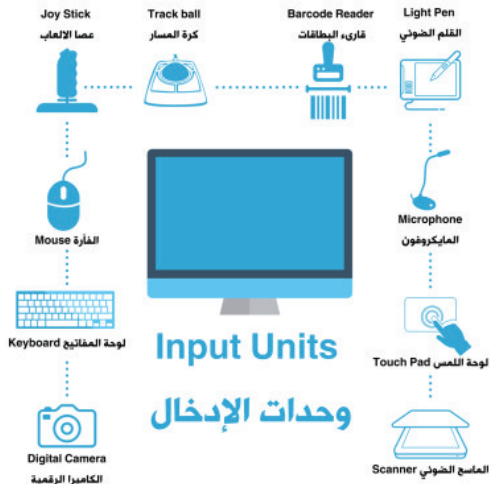 Joy Stick
عصا الالعاب
Track ball
كرة المسار
Barcode Reader
قارىء البطاقات
Light Pen
القلم الضوئي
Mouse الفأرة
Microphone
المايكروفون
Keyboard لوحة المفاتيح
Input Units
وحدات الإدخال
Touch Pad لوحة اللمس
Digital Camera
الكاميرا الرقمية
Scanner الماسح الضوئي